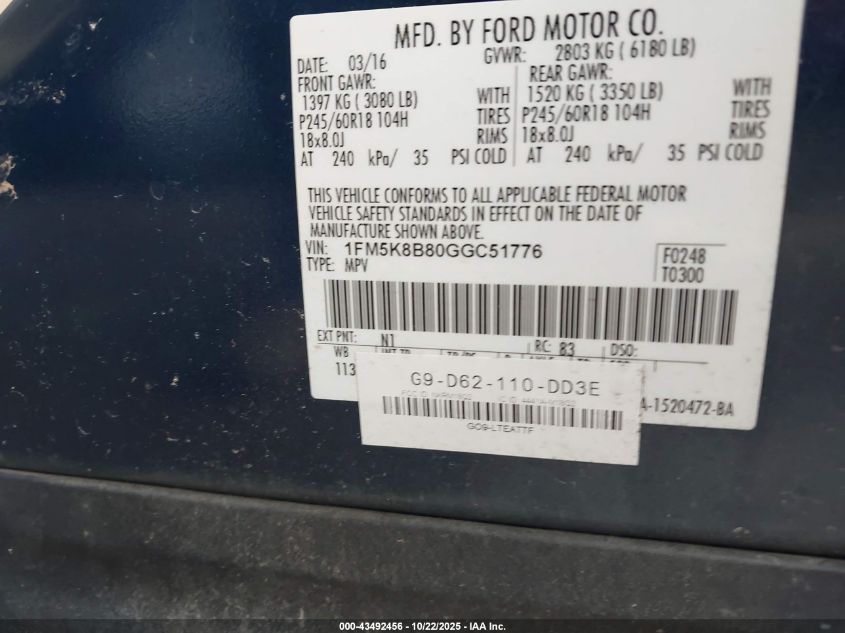 MFD. BY FORD MOTOR CO.
DATE: 03/16 GVWR: 2803 KG ( 6180 LB)
FRONT GAWR: REAR GAWR:
1397 KG ( 3080 LB) WITH 1520 KG ( 3350 LB) WITH
P245/60R18 104H TIRES P245/60R18 104H TIRES
18x8.0J RIMS 18x8.0J RIMS
AT 240 kPa/ 35 PSI COLD AT 240 kPa/ 35 PSI COLD
THIS VEHICLE CONFORMS TO ALL APPLICABLE FEDERAL MOTOR
VEHICLE SAFETY STANDARDS IN EFFECT ON THE DATE OF
MANUFACTURE SHOWN ABOVE.
VIN: 1FM5K8B80GGC51776 F0248
TYPE: MPV T0300
EXT PNT: N1 RC: 83 DSO:
WB
113
G9-D62-110-DD3E
GO9-LTEATTF
A-1520472-BA
000-43492456 - 10/22/2025 - IAA Inc.